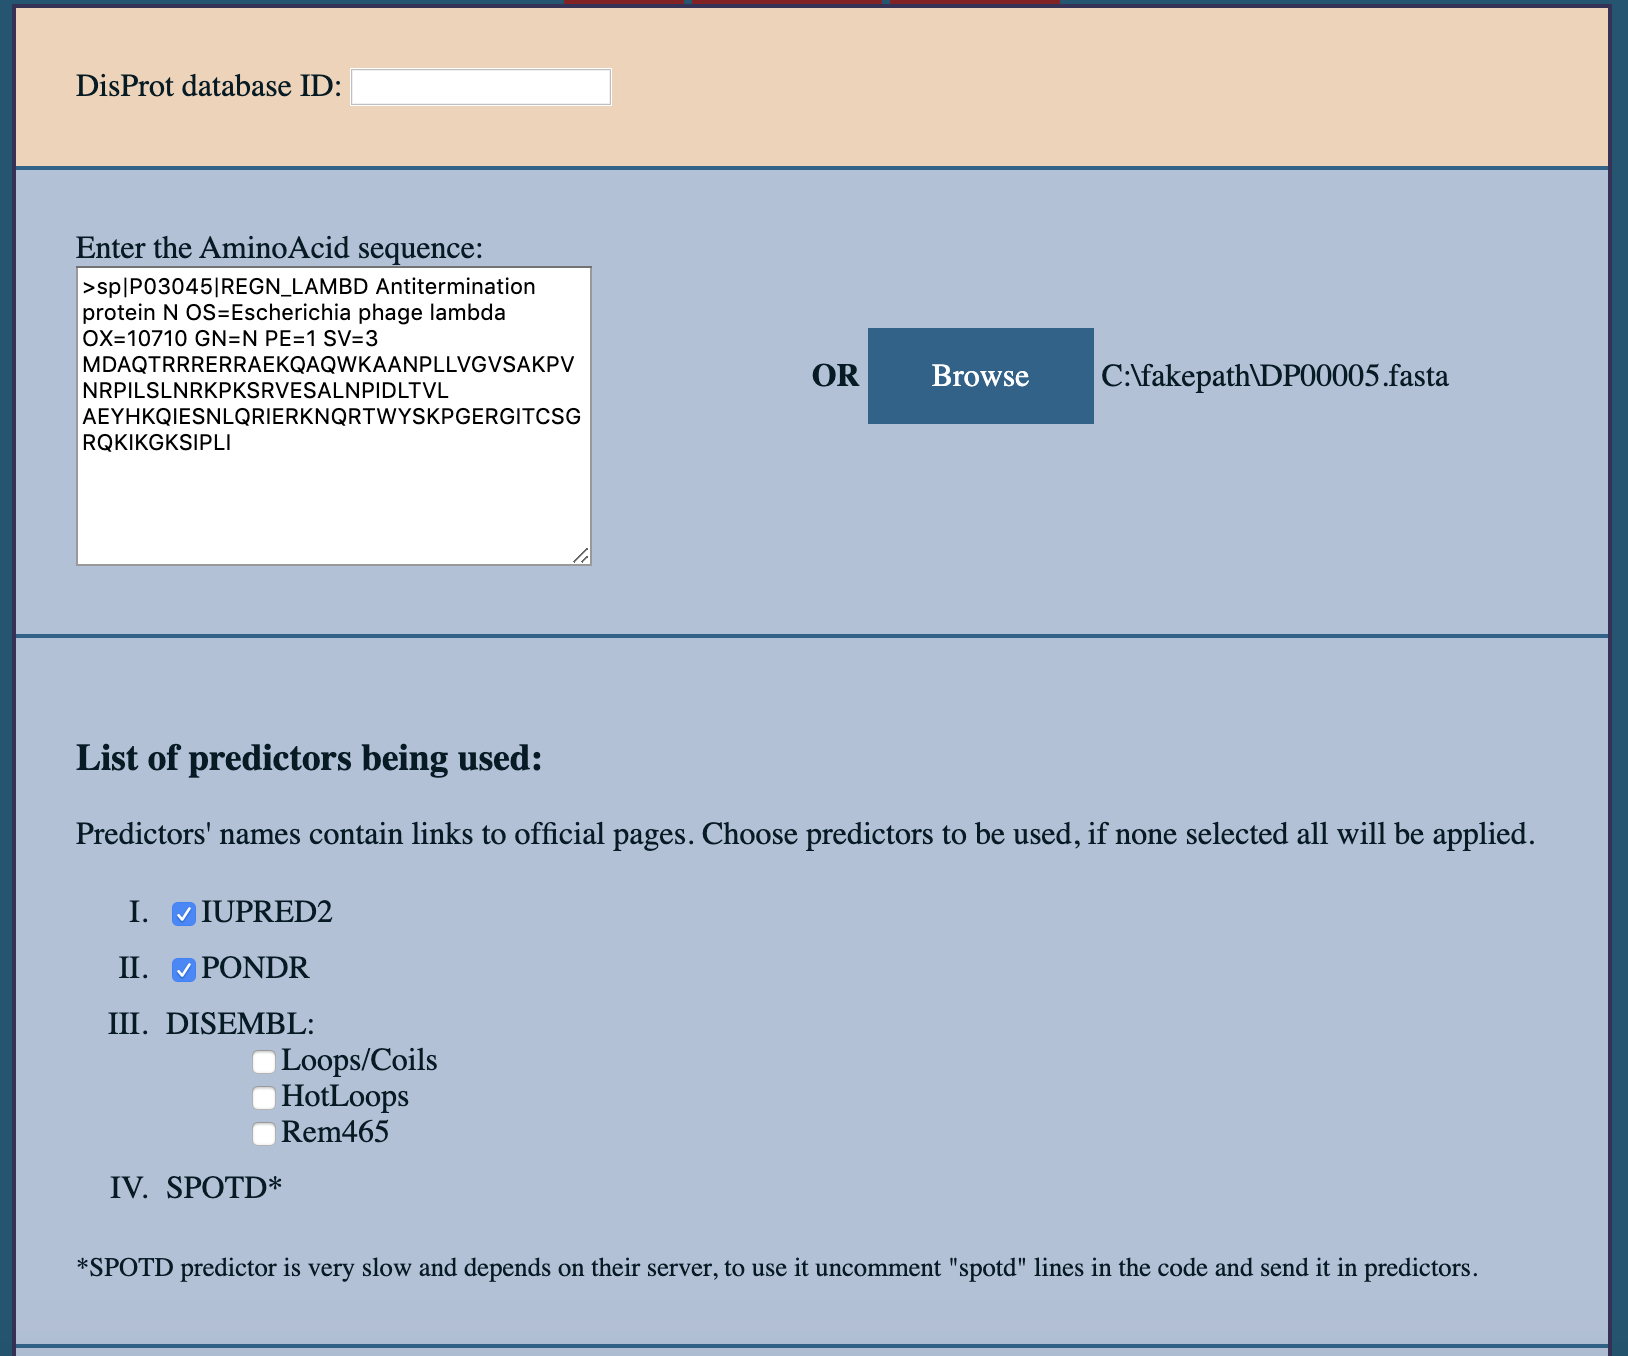 DisProt database ID:
Enter the AminoAcid sequence:
>sp|P03045|REGN_LAMBD Antitermination
protein N OS=Escherichia phage lambda
OX=10710 GN=N PE=1 SV=3
MDAQTRRRERRAEKQAQWKAANPLLVGVSAKPV
NRPILSLNRKPKSRVESALNPIDLTVL
AEYHKQIESNLQRIERKNQRTWYSKPGERGITCSG
RQKIKGKSIPLI
OR Browse C:\fakepath\DP00005.fasta
List of predictors being used:
Predictors' names contain links to official pages. Choose predictors to be used, if none selected all will be applied.
I. IUPRED2
II. PONDR
III. DISEMBL:
Loops/Coils
HotLoops
Rem465
IV. SPOTD*
*SPOTD predictor is very slow and depends on their server, to use it uncomment "spotd" lines in the code and send it in predictors.